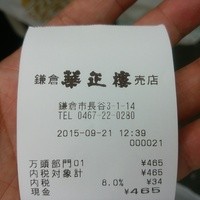 鎌倉 華正樓 売店
鎌倉市長谷3-1-14
TEL 0467-22-0280
2015-09-21 12:39
000021
万頭部門01 ¥465
内税対象計 ¥465
内税 8.0% ¥34
現金 ¥465